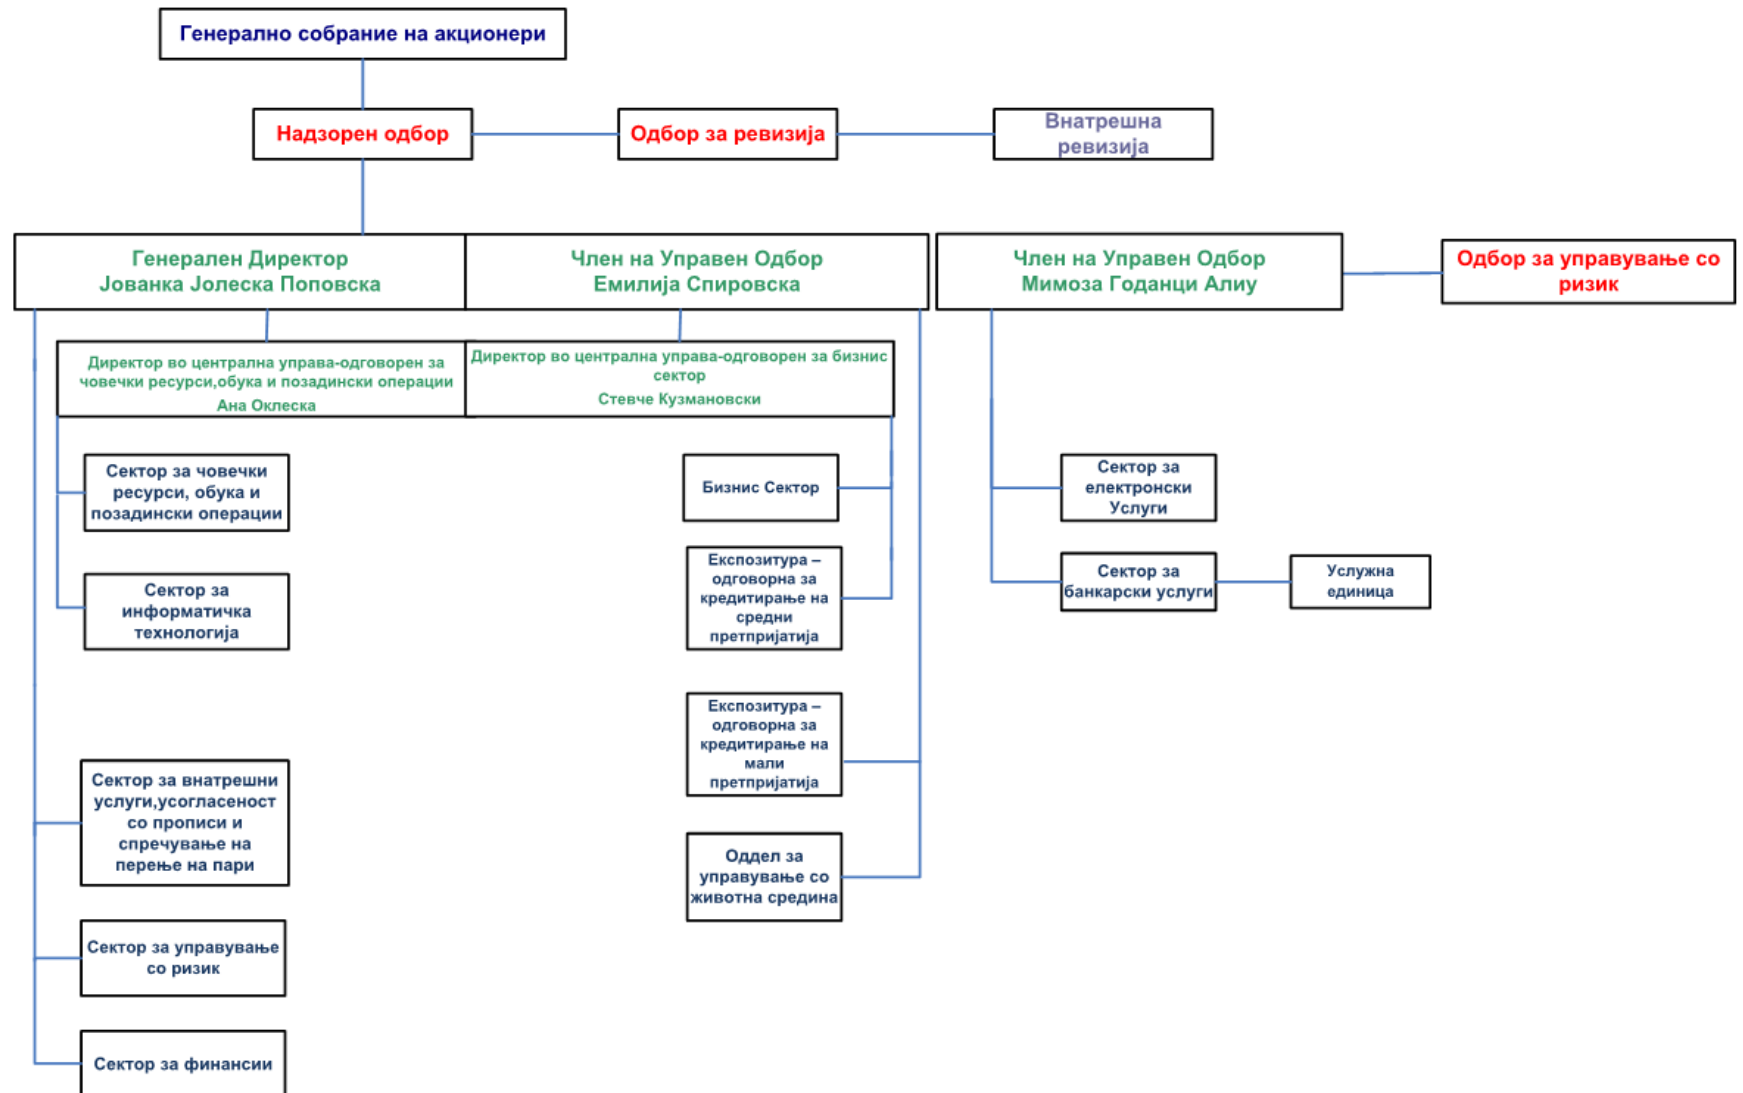 Генерално собрание на акционери
Надзорен одбор
Одбор за ревизија
Внатрешна
ревизија
Генерален Директор
Јованка Јолеска Поповска
Член на Управен Одбор
Емилија Спировска
Член на Управен Одбор
Мимоза Годанци Алиу
Одбор за управување со
ризик
Директор во централна управа-одговорен за
човечки ресурси,обука и позадински операции
Ана Оклеска
Директор во централна управа-одговорен за бизнис
сектор
Стевче Кузмановски
Сектор за човечки
ресурси, обука и
позадински операции
Бизнис Сектор
Сектор за
електронски
Услуги
Сектор за
информатичка
технологија
Експозитура –
одговорна за
кредитирање на
средни
претпријатија
Сектор за
банкарски услуги
Услужна
единица
Експозитура –
одговорна за
кредитирање на
мали
претпријатија
Сектор за внатрешни
услуги,усогласеност
со прописи и
спречување на
перење на пари
Оддел за
управување со
животна средина
Сектор за управување
со ризик
Сектор за финансии